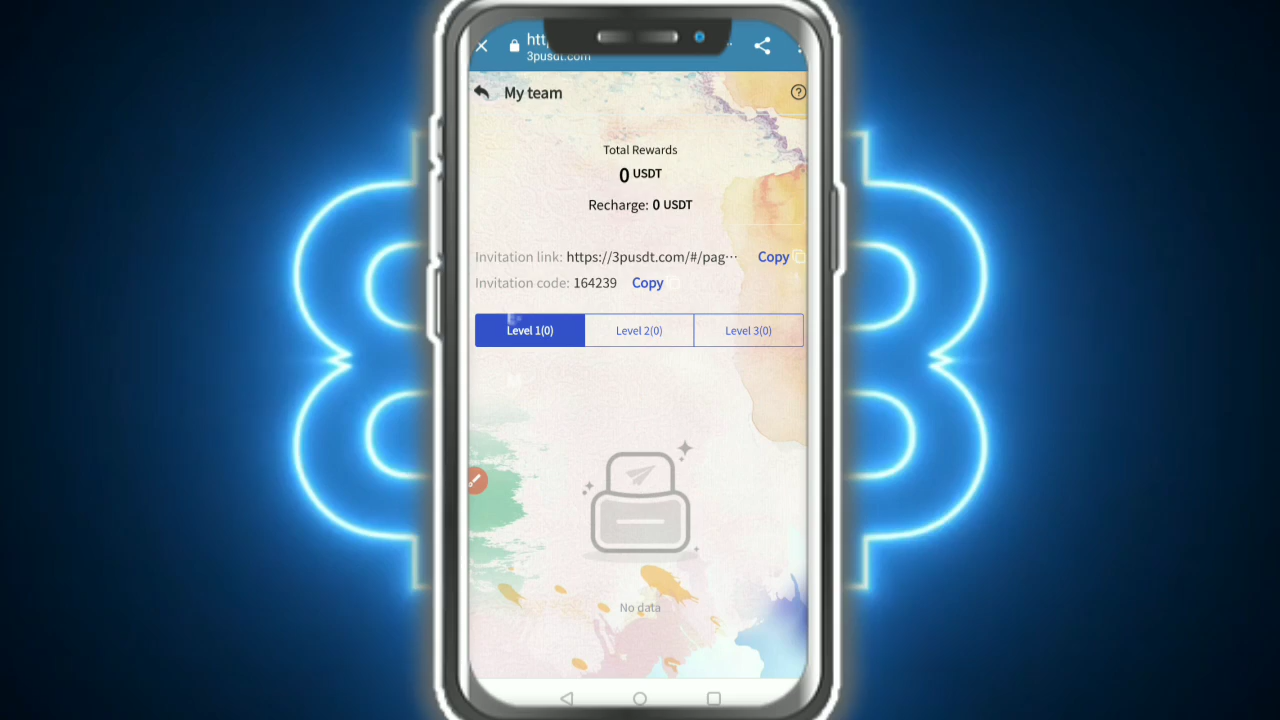 htt
3pusdt.com
My team
Total Rewards
0 USDT
Recharge: 0 USDT
Invitation link: https://3pusdt.com/#/pag···
Copy
Invitation code: 164239 Copy
Level 1(0) Level 2(0) Level 3(0)
No data